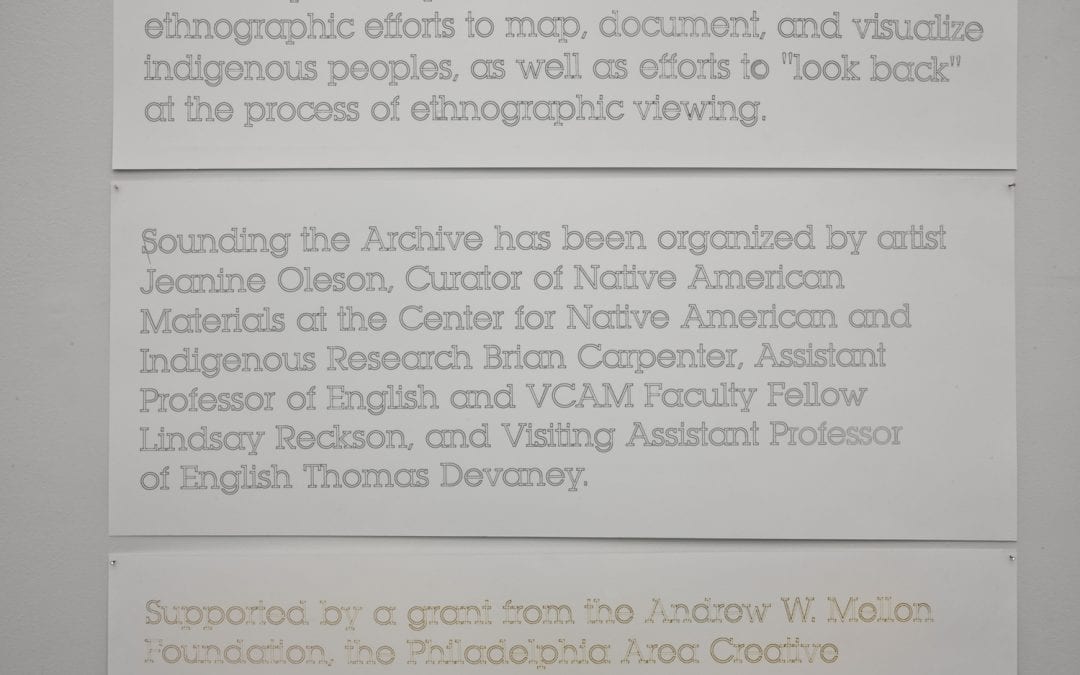 ethnographic efforts to map, document, and visualize
indigenous peoples, as well as efforts to "look back"
at the process of ethnographic viewing.
Sounding the Archive has been organized by artist
Jeanine Oleson, Curator of Native American
Materials at the Center for Native American and
Indigenous Research Brian Carpenter, Assistant
Professor of English and VCAM Faculty Fellow
Lindsay Reckson, and Visiting Assistant Professor
of English Thomas Devaney.
Supported by a grant from the Andrew W. Mellon
Foundation, the Philadelphia Area Creative